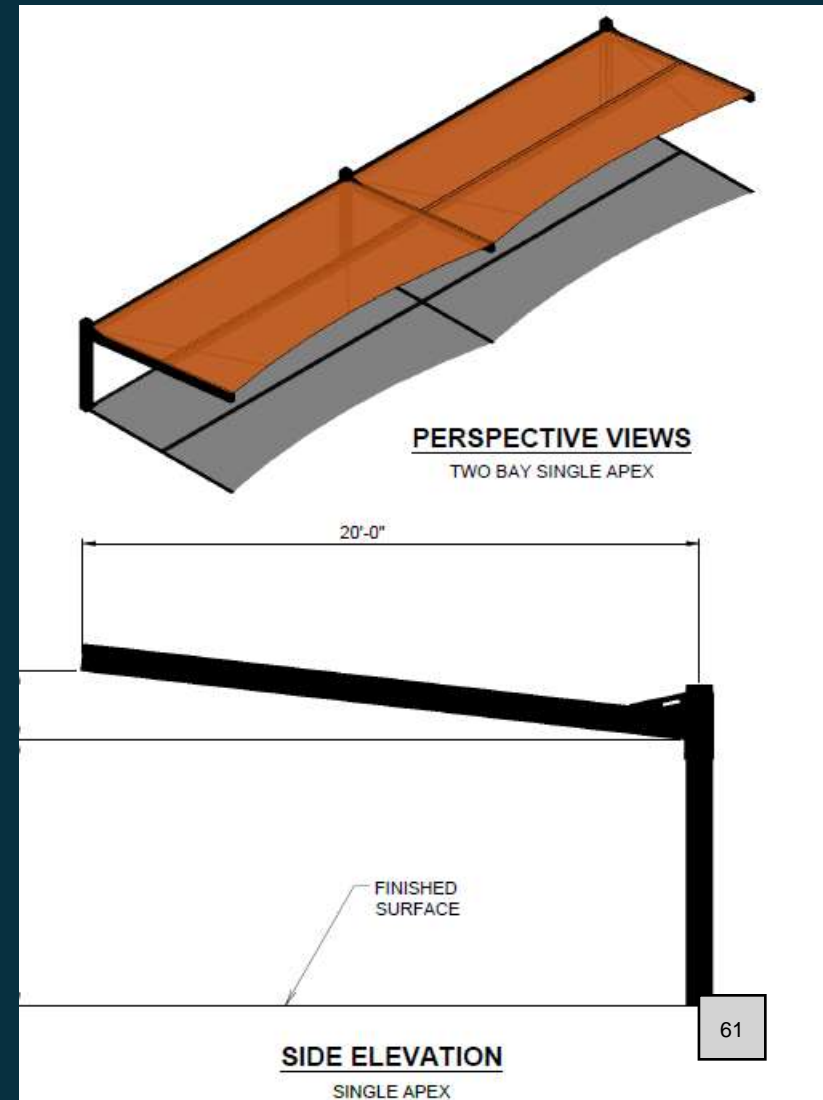 PERSPECTIVE VIEWS
TWO BAY SINGLE APEX
20'-0"
FINISHED
SURFACE
61
SIDE ELEVATION
SINGLE APEX